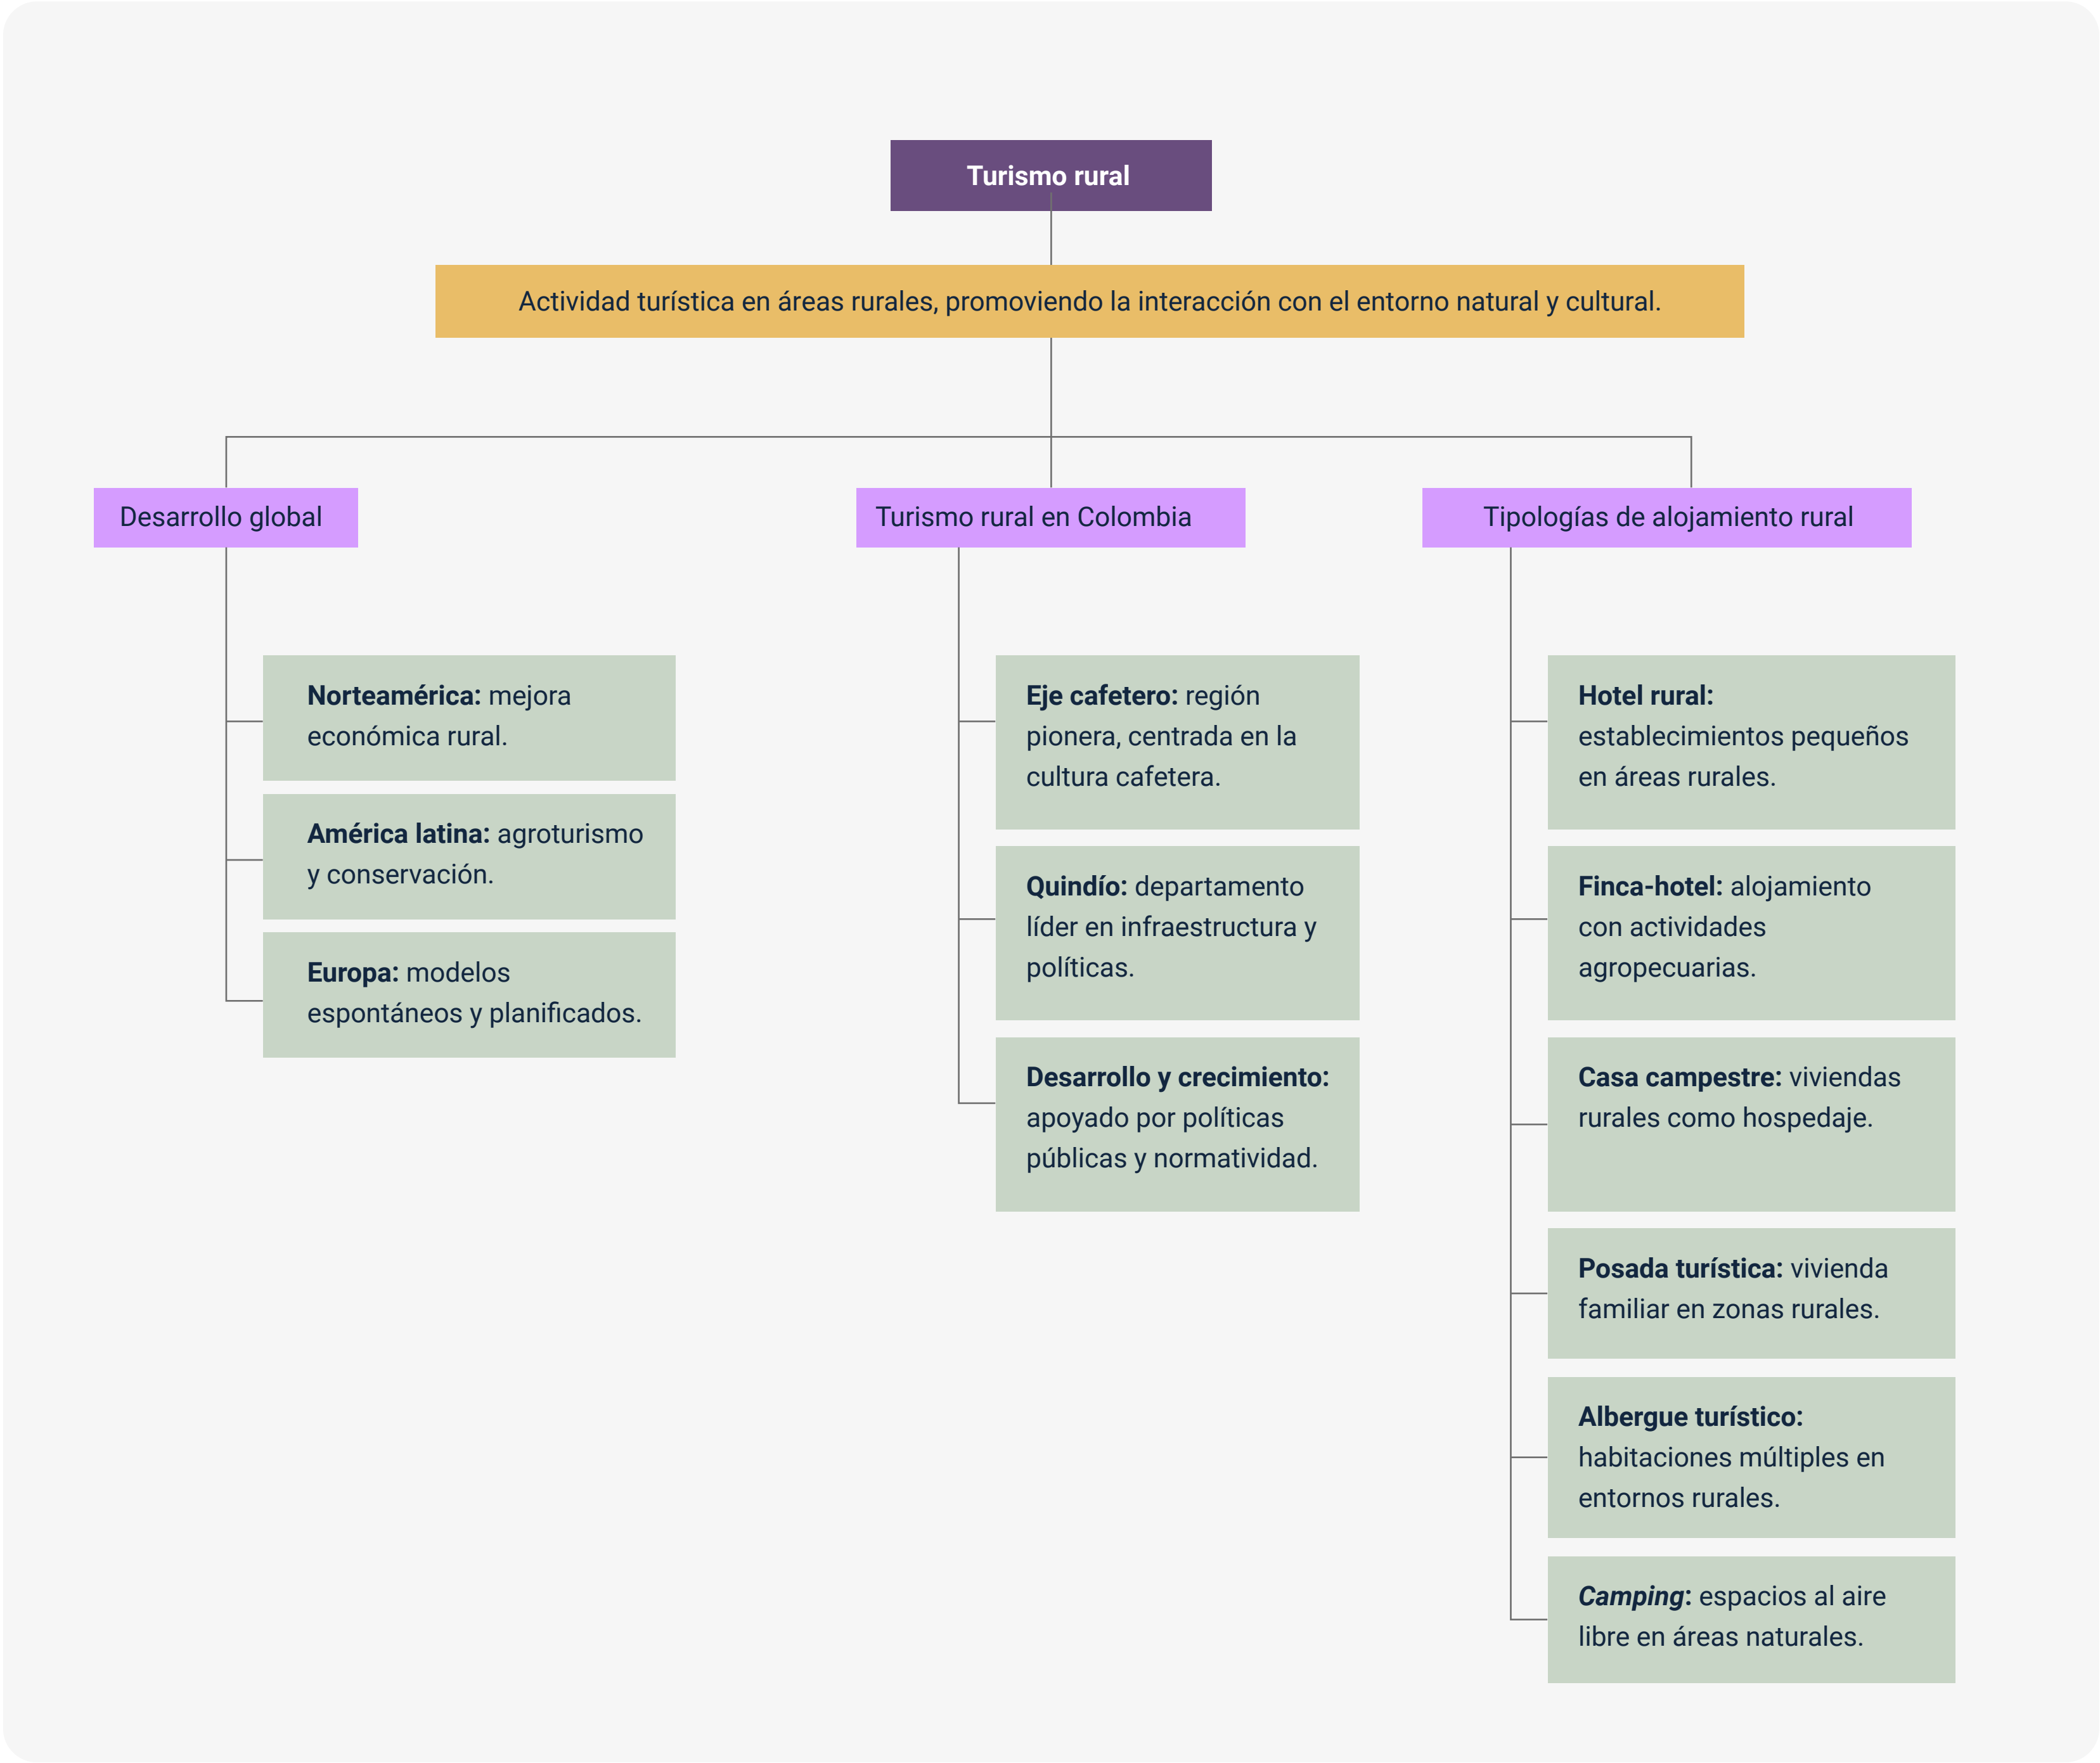 Turismo rural
Actividad turística en áreas rurales, promoviendo la interacción con el entorno natural y cultural.
Desarrollo global
Norteamérica: mejora
económica rural.
América latina: agroturismo
y conservación.
Europa: modelos
espontáneos y planificados.
Turismo rural en Colombia
Eje cafetero: región
pionera, centrada en la
cultura cafetera.
Quindío: departamento
líder en infraestructura y
políticas.
Desarrollo y crecimiento:
apoyado por políticas
públicas y normatividad.
Tipologías de alojamiento rural
Hotel rural:
establecimientos pequeños
en áreas rurales.
Finca-hotel: alojamiento
con actividades
agropecuarias.
Casa campestre: viviendas
rurales como hospedaje.
Posada turística: vivienda
familiar en zonas rurales.
Albergue turístico:
habitaciones múltiples en
entornos rurales.
Camping: espacios al aire
libre en áreas naturales.